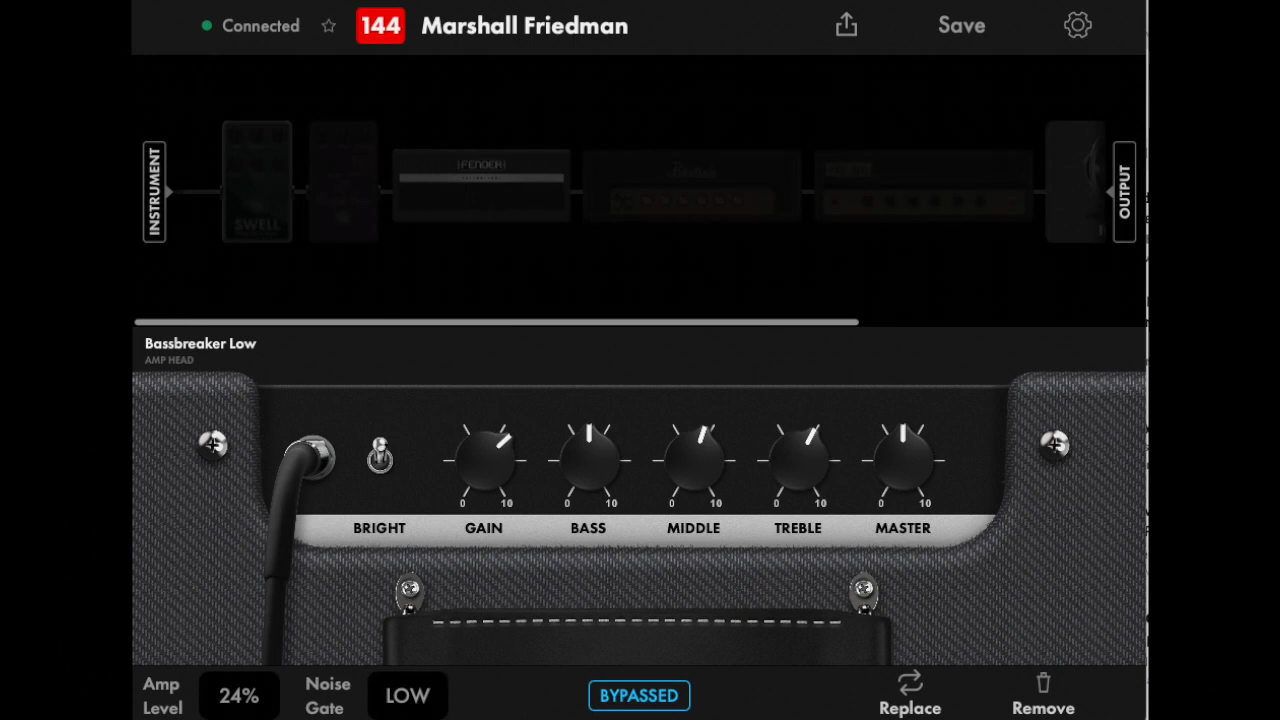 Connected
144
Marshall Friedman
Save
INSTRUMENT
SWELL
FENDER
OUTPUT
Bassbreaker Low
AMP HEAD
0 10
0 10
0 10
0 10
0 10
BRIGHT
GAIN
BASS
MIDDLE
TREBLE
MASTER
Amp
Level
24%
Noise
Gate
LOW
BYPASSED
Replace
Remove